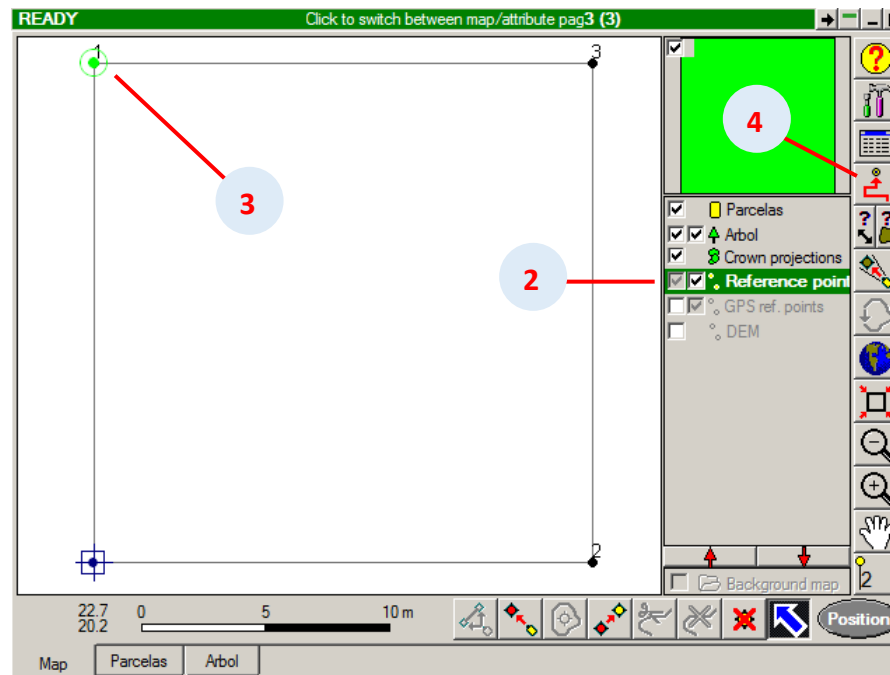 READY
Click to switch between map/attribute pag3 (3)
1
3
4
3
Parcelas
Arbol
Crown projections
2
Reference point
GPS ref. points
DEM
2
Background map
2
22.7
20.2
0
5
10 m
Position
Map
Parcelas
Arbol